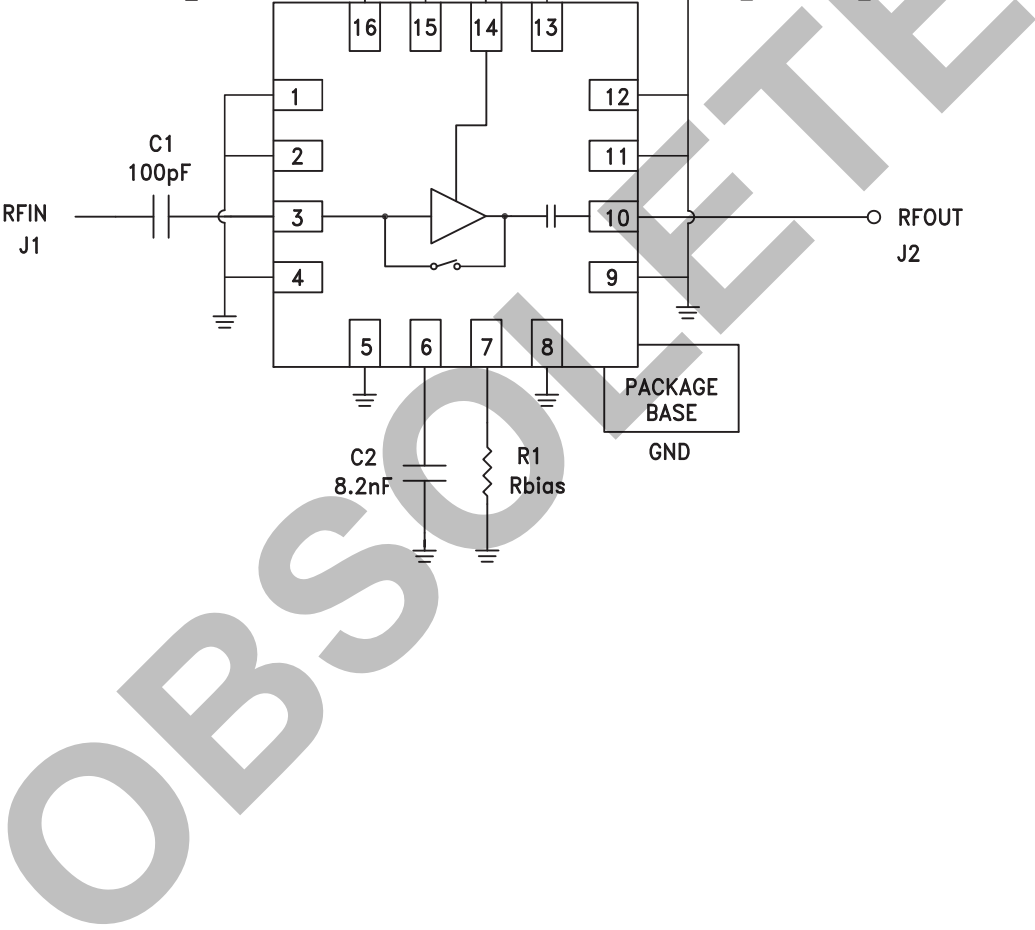 16 15 14 13
1
12
2
11
C1
100pF
RFIN
J1
3
10
RFOUT
J2
4
9
5 6 7 8
PACKAGE
BASE
GND
C2
8.2nF
R1
Rbias
OBSOLETE